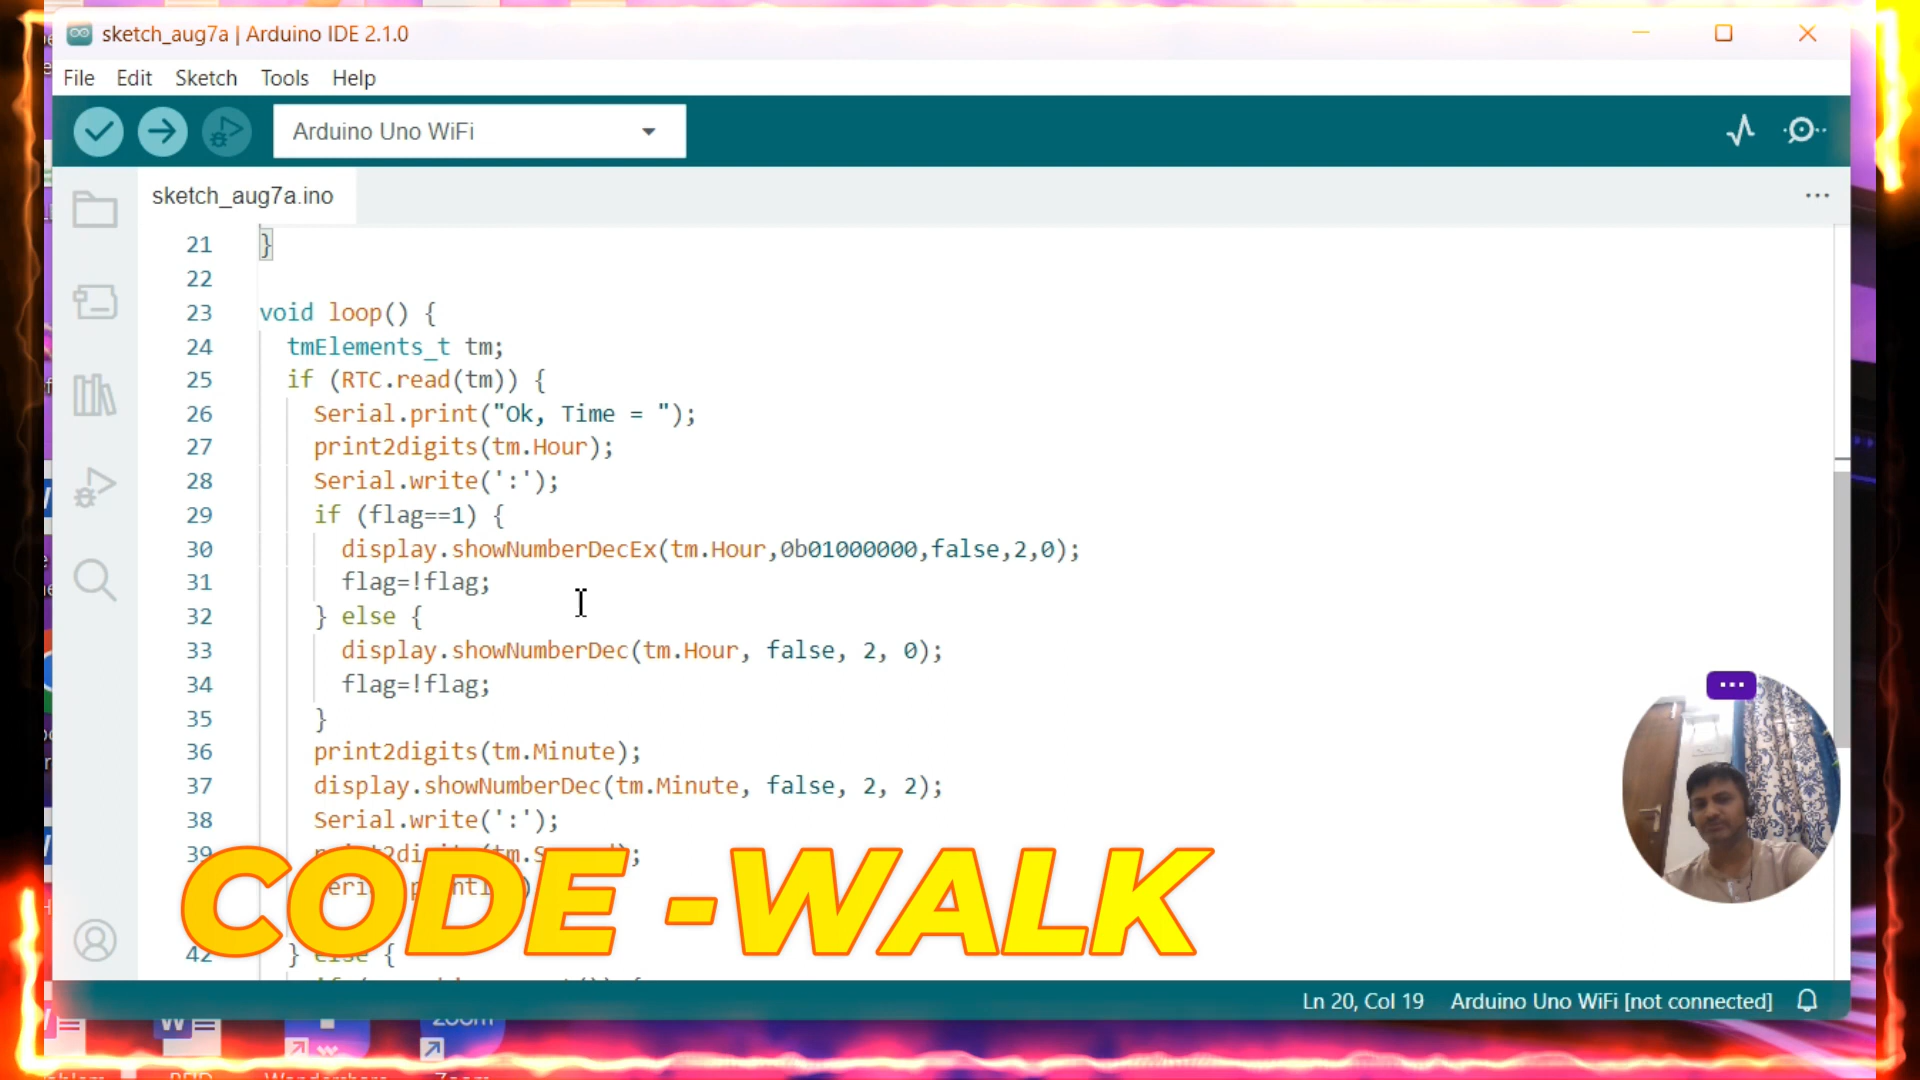 sketch_aug7a | Arduino IDE 2.1.0
File Edit Sketch Tools Help
Arduino Uno WiFi
sketch_aug7a.ino
21 }
22
23 void loop() {
24 tmElements_t tm;
25 if (RTC.read(tm)) {
26 Serial.print("Ok, Time = ");
27 print2digits(tm.Hour);
28 Serial.write(':');
29 if (flag==1) {
30 display.showNumberDecEx(tm.Hour,0b01000000,false,2,0);
31 flag=!flag;
32 } else {
33 display.showNumberDec(tm.Hour, false, 2, 0);
34 flag=!flag;
35 }
36 print2digits(tm.Minute);
37 display.showNumberDec(tm.Minute, false, 2, 2);
38 Serial.write(':');
39
CODE -WALK
42 } else {
Ln 20, Col 19 Arduino Uno WiFi [not connected]
zoom